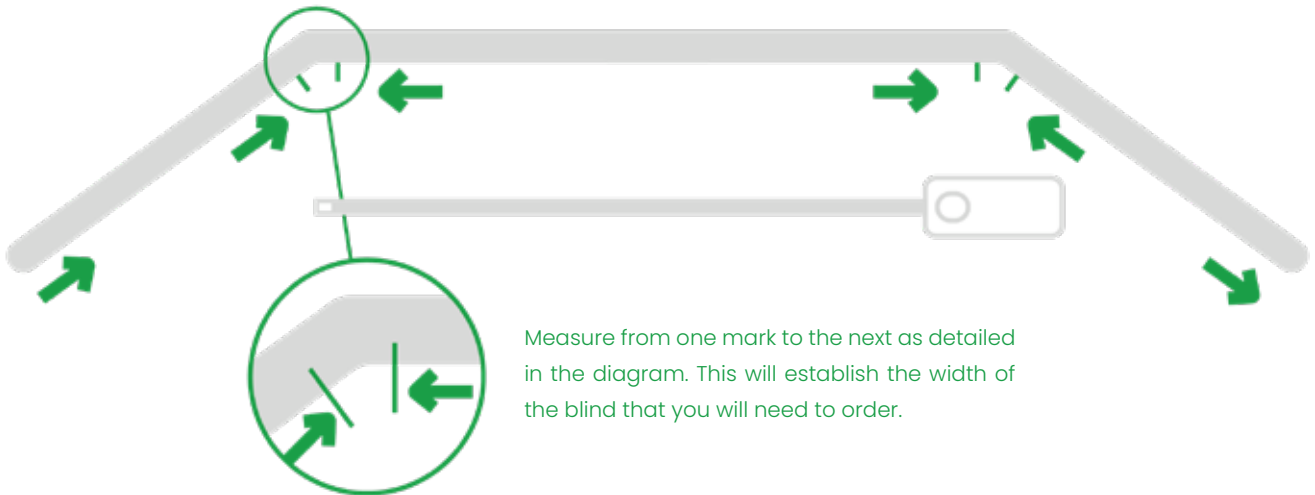 Measure from one mark to the next as detailed
in the diagram. This will establish the width of
the blind that you will need to order.